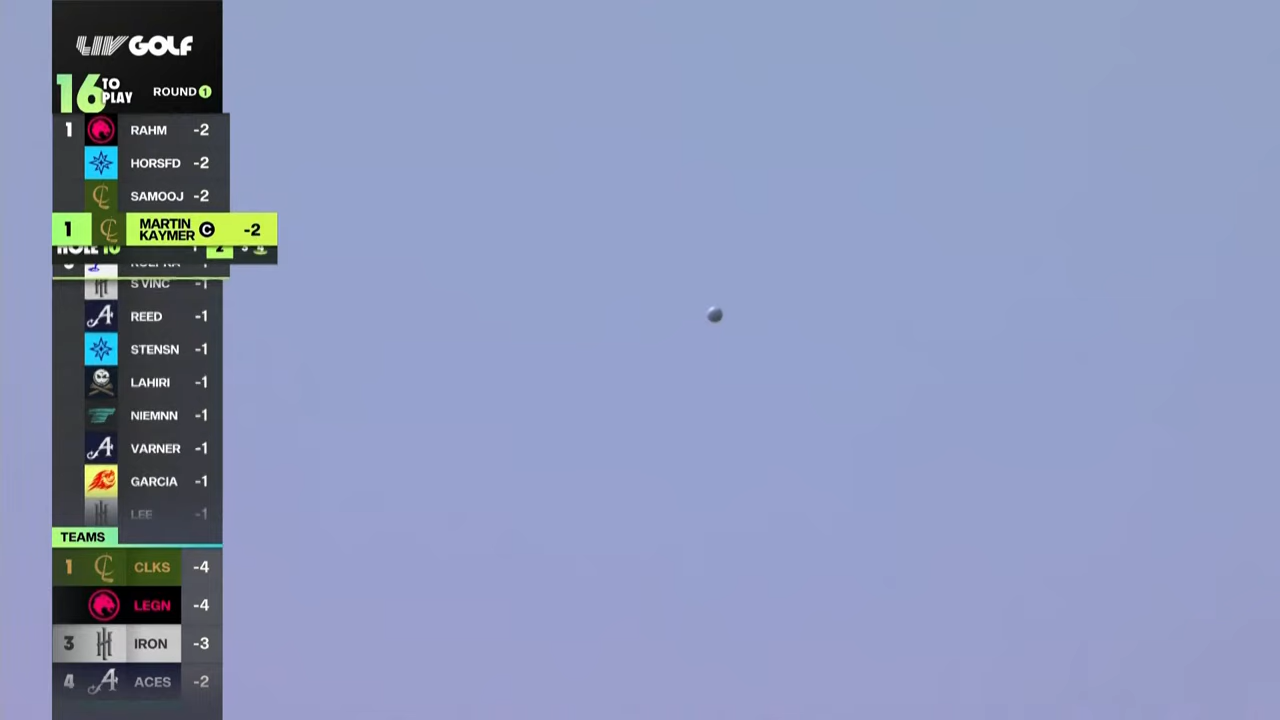 LIV GOLF
16 TO PLAY ROUND 1
1 RAHM -2
HORSFD -2
SAMOOJ -2
1 MARTIN KAYMER C -2
S VINC -1
REED -1
STENSN -1
LAHIRI -1
NIEMNN -1
VARNER -1
GARCIA -1
LEE -1
TEAMS
1 CLKS -4
LEGN -4
3 IRON -3
4 ACES -2